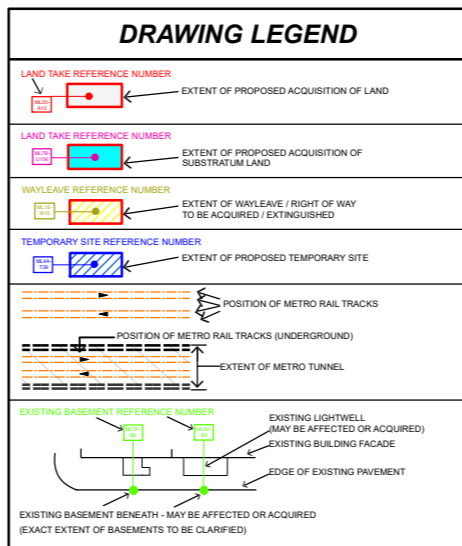 DRAWING LEGEND
LAND TAKE REFERENCE NUMBER
EXTENT OF PROPOSED ACQUISITION OF LAND
LAND TAKE REFERENCE NUMBER
EXTENT OF PROPOSED ACQUISITION OF
SUBSTRATUM LAND
WAYLEAVE REFERENCE NUMBER
EXTENT OF WAYLEAVE / RIGHT OF WAY
TO BE ACQUIRED / EXTINGUISHED
TEMPORARY SITE REFERENCE NUMBER
EXTENT OF PROPOSED TEMPORARY SITE
POSITION OF METRO RAIL TRACKS
POSITION OF METRO RAIL TRACKS (UNDERGROUND)
EXTENT OF METRO TUNNEL
EXISTING BASEMENT REFERENCE NUMBER
EXISTING LIGHTWELL
(MAY BE AFFECTED OR ACQUIRED)
EXISTING BUILDING FACADE
EDGE OF EXISTING PAVEMENT
EXISTING BASEMENT BENEATH - MAY BE AFFECTED OR ACQUIRED
(EXACT EXTENT OF BASEMENTS TO BE CLARIFIED)